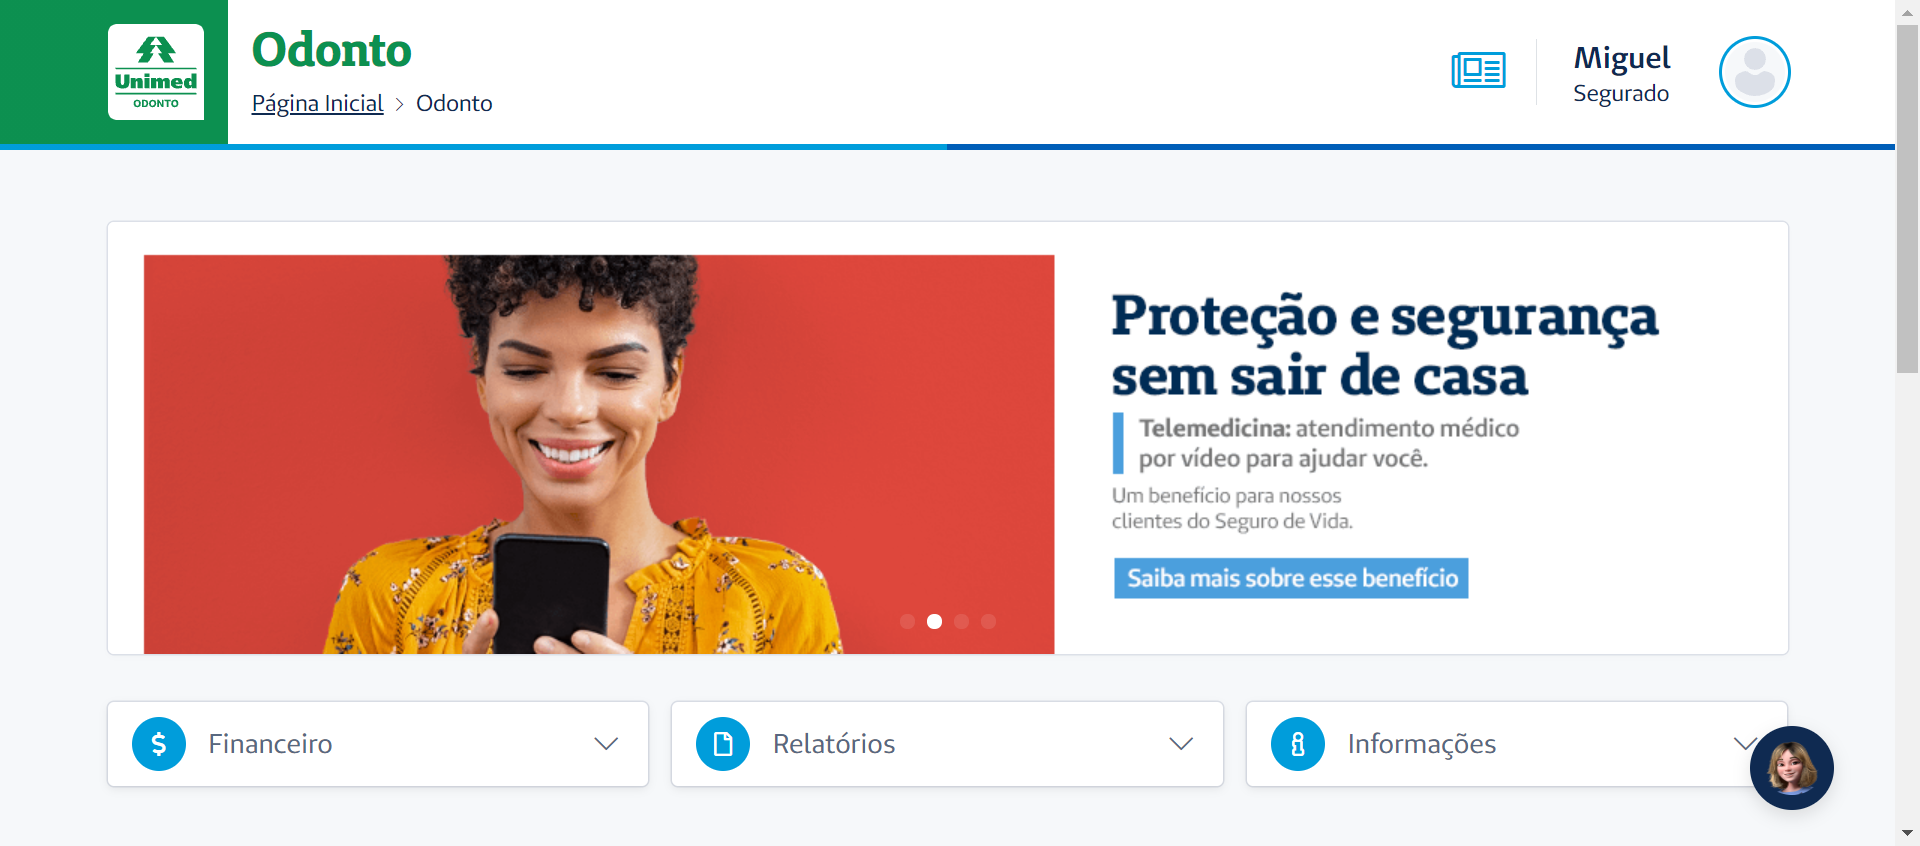 Unimed
ODONTO
Odonto
Página Inicial > Odonto
Miguel
Segurado
Proteção e segurança
sem sair de casa
Telemedicina: atendimento médico
por vídeo para ajudar você.
Um benefício para nossos
clientes do Seguro de Vida.
Saiba mais sobre esse benefício
Financeiro
Relatórios
Informações